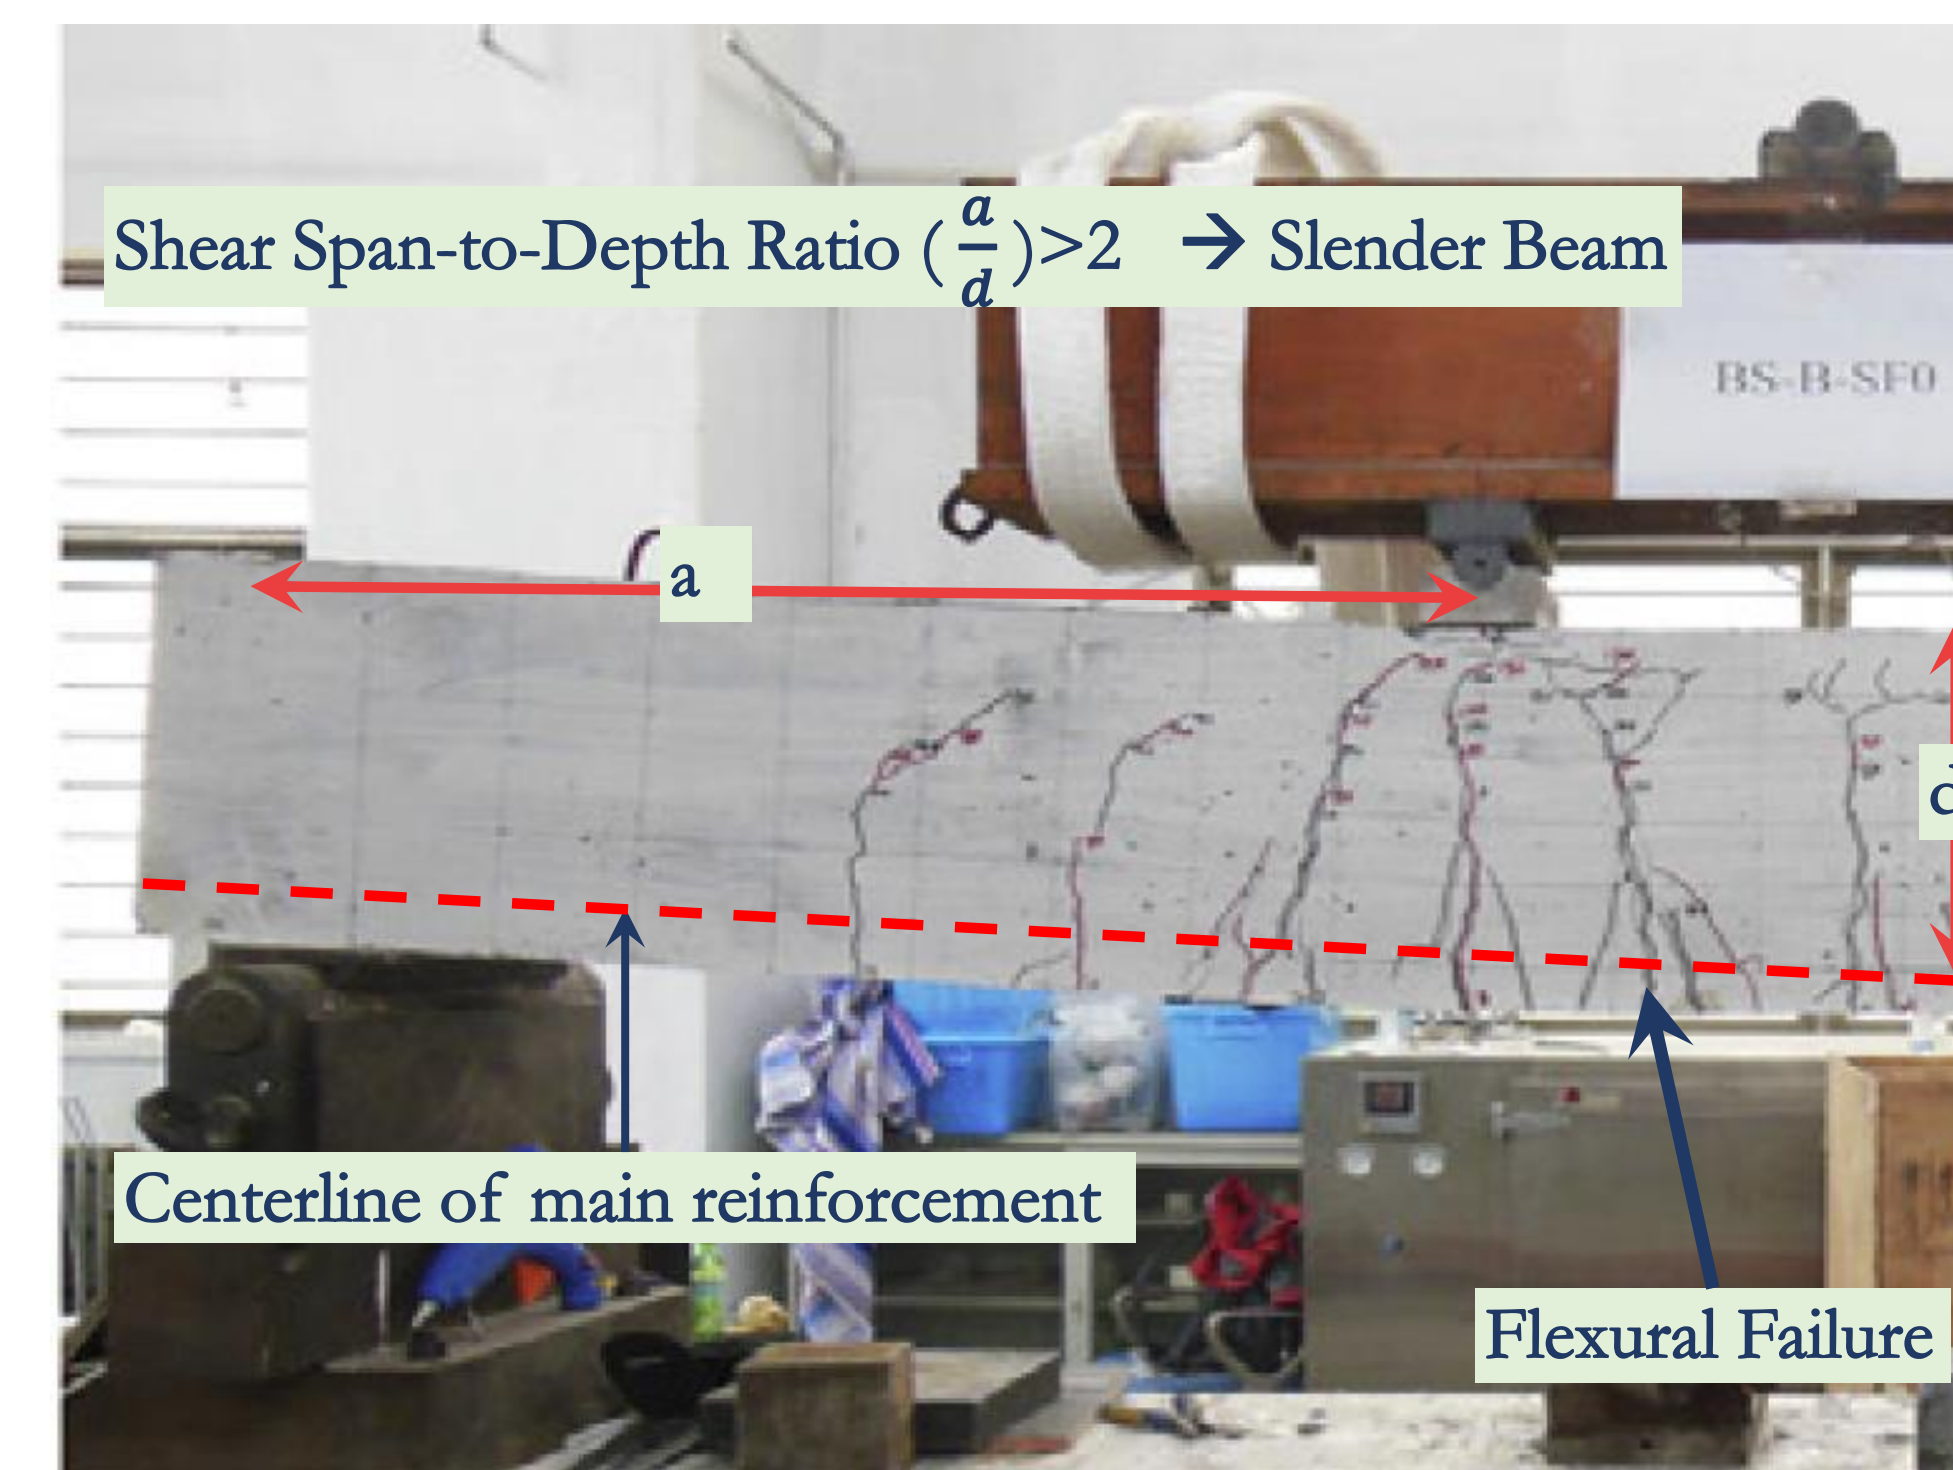 Shear Span-to-Depth Ratio (a/d)>2 → Slender Beam
BS-B-SF0
a
d
Centerline of main reinforcement
Flexural Failure